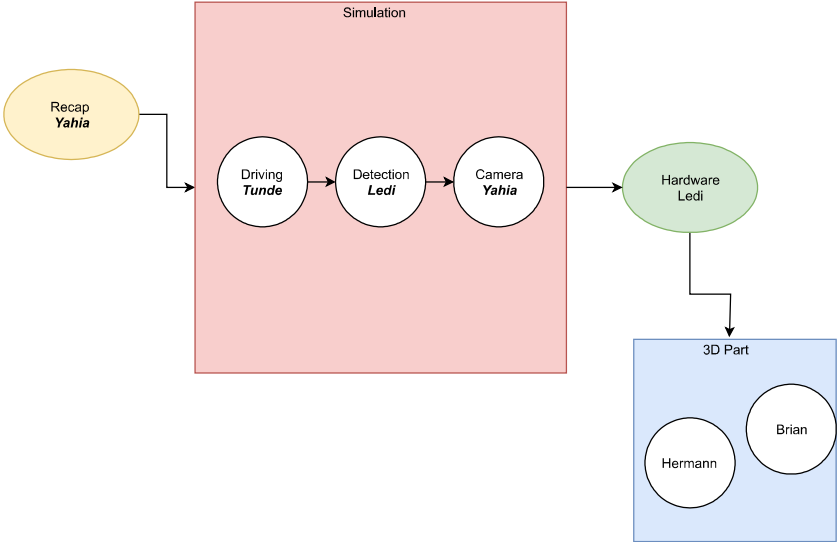 Simulation
Recap
Yahia
Driving
Tunde
Detection
Ledi
Camera
Yahia
Hardware
Ledi
3D Part
Hermann
Brian